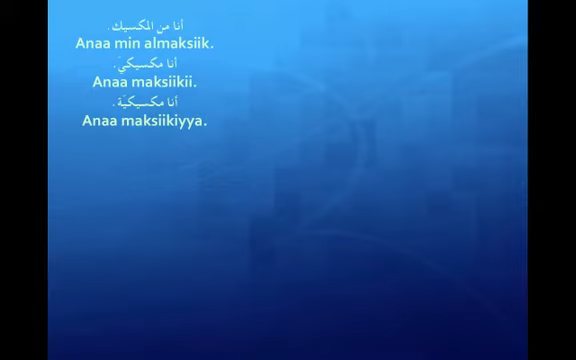 أنا من المكسيك.
Anaa min almaksiik.
أنا مكسيكيّ.
Anaa maksiikii.
أنا مكسيكيّة.
Anaa maksiikiyya.